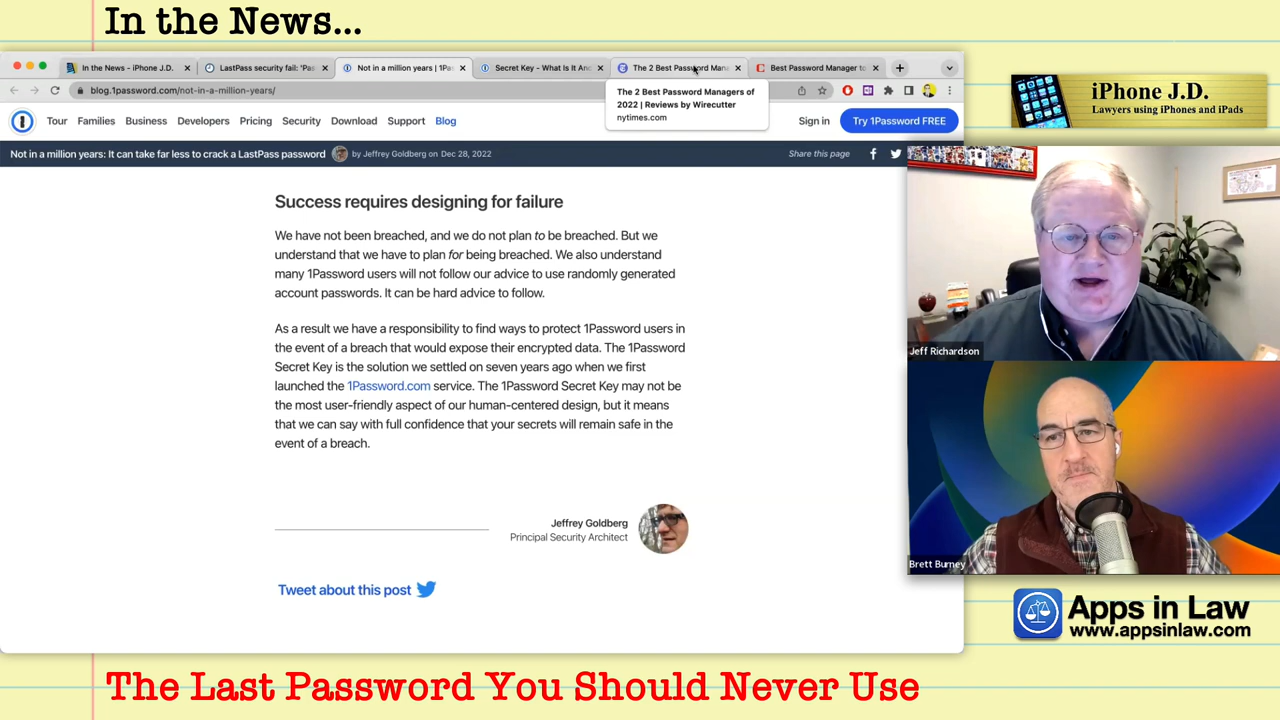 In the News...
In the News - iPhone J.D.
LastPass security fail: 'Pas
Not in a million years | 1Pas
Secret Key - What Is It And
The 2 Best Password Mana
Best Password Manager to
blog.1password.com/not-in-a-million-years/
The 2 Best Password Managers of
2022 | Reviews by Wirecutter
nytimes.com
Tour Families Business Developers Pricing Security Download Support Blog
Sign in
Try 1Password FREE
Not in a million years: It can take far less to crack a LastPass password
by Jeffrey Goldberg on Dec 28, 2022
Share this page
Success requires designing for failure
We have not been breached, and we do not plan to be breached. But we
understand that we have to plan for being breached. We also understand
many 1Password users will not follow our advice to use randomly generated
account passwords. It can be hard advice to follow.
As a result we have a responsibility to find ways to protect 1Password users in
the event of a breach that would expose their encrypted data. The 1Password
Secret Key is the solution we settled on seven years ago when we first
launched the 1Password.com service. The 1Password Secret Key may not be
the most user-friendly aspect of our human-centered design, but it means
that we can say with full confidence that your secrets will remain safe in the
event of a breach.
Jeffrey Goldberg
Principal Security Architect
Tweet about this post
iPhone J.D.
Lawyers using iPhones and iPads
Jeff Richardson
Brett Burney
Apps in Law
www.appsinlaw.com
The Last Password You Should Never Use